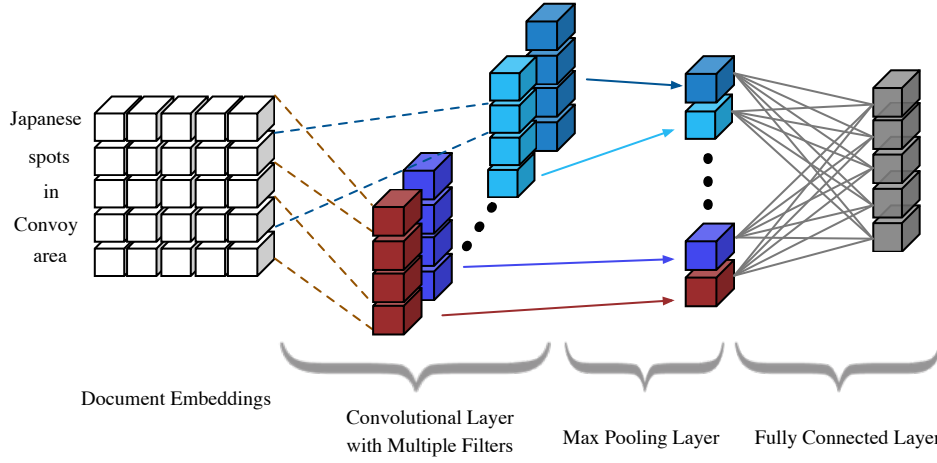 Japanese
spots
in
Convoy
area
Document Embeddings
Convolutional Layer
with Multiple Filters
Max Pooling Layer
Fully Connected Layer